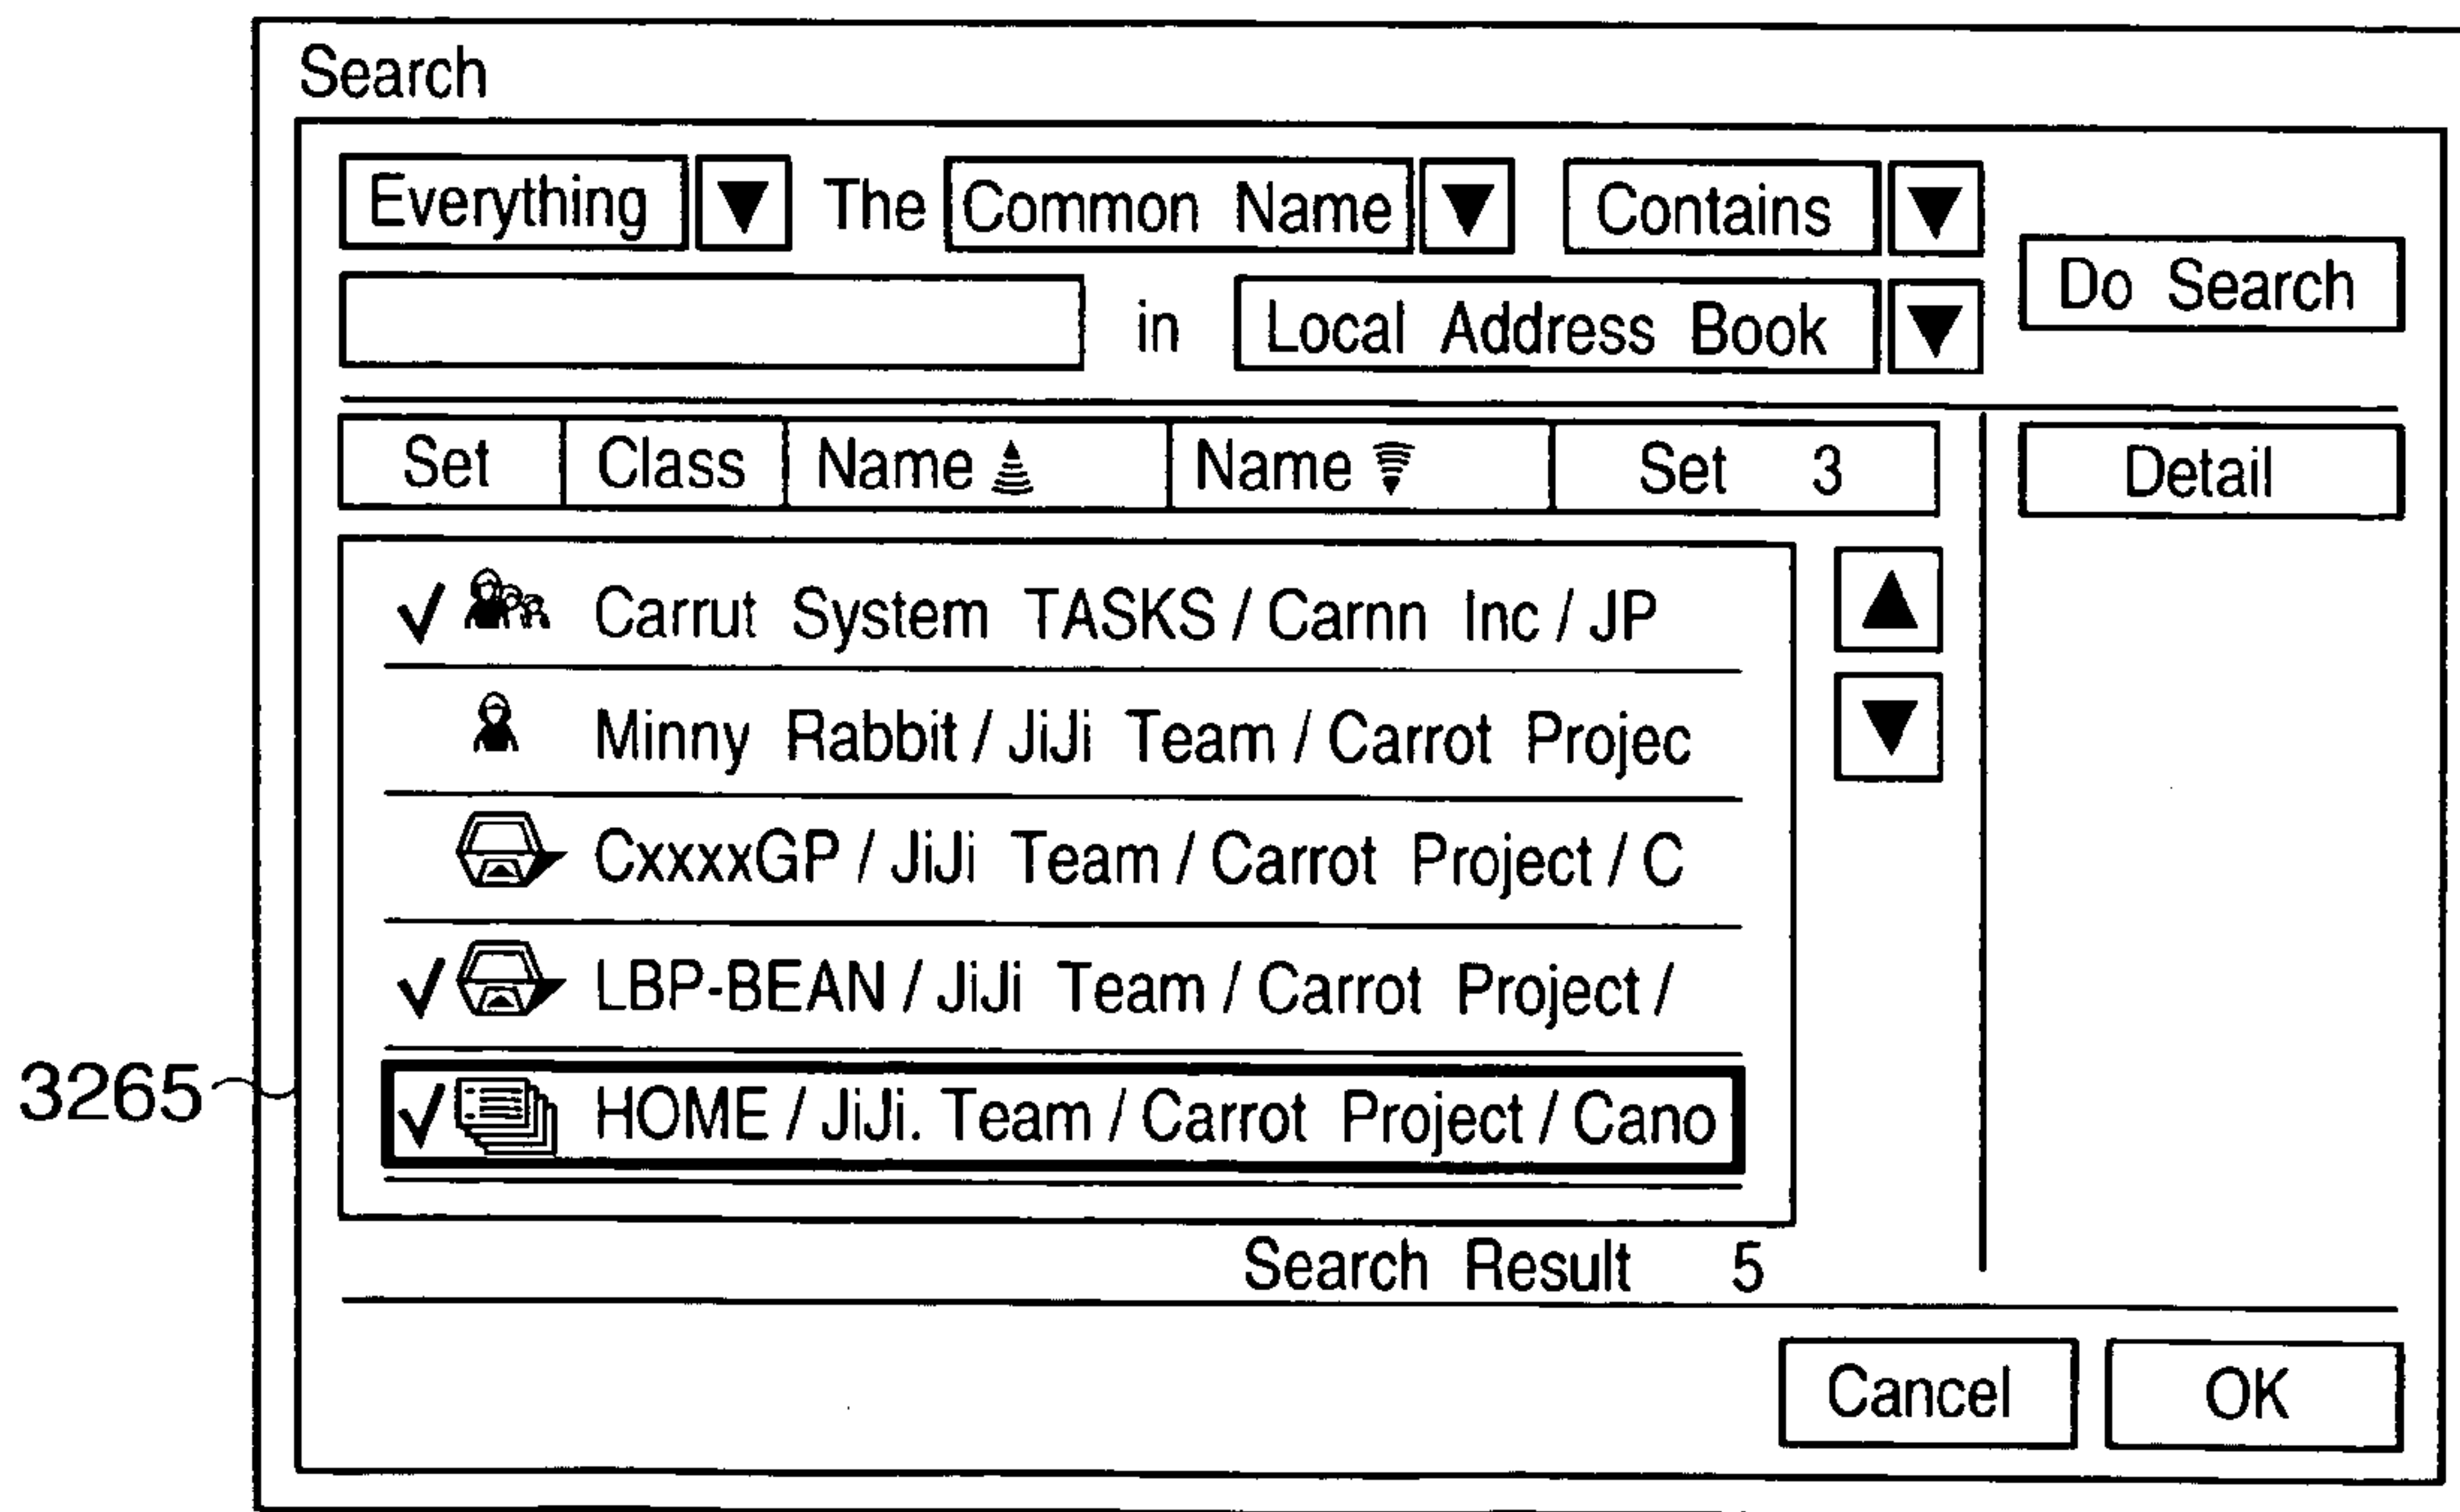 Search
Everything ▼ The Common Name ▼ Contains ▼
Do Search
in Local Address Book ▼
Set Class Name Name Set 3 Detail
✓ Carrut System TASKS / Carnn Inc / JP
Minny Rabbit / JiJi Team / Carrot Projec
CxxxxGP / JiJi Team / Carrot Project / C
✓ LBP-BEAN / JiJi Team / Carrot Project /
3265 ✓ HOME / JiJi. Team / Carrot Project / Cano
Search Result 5
Cancel OK